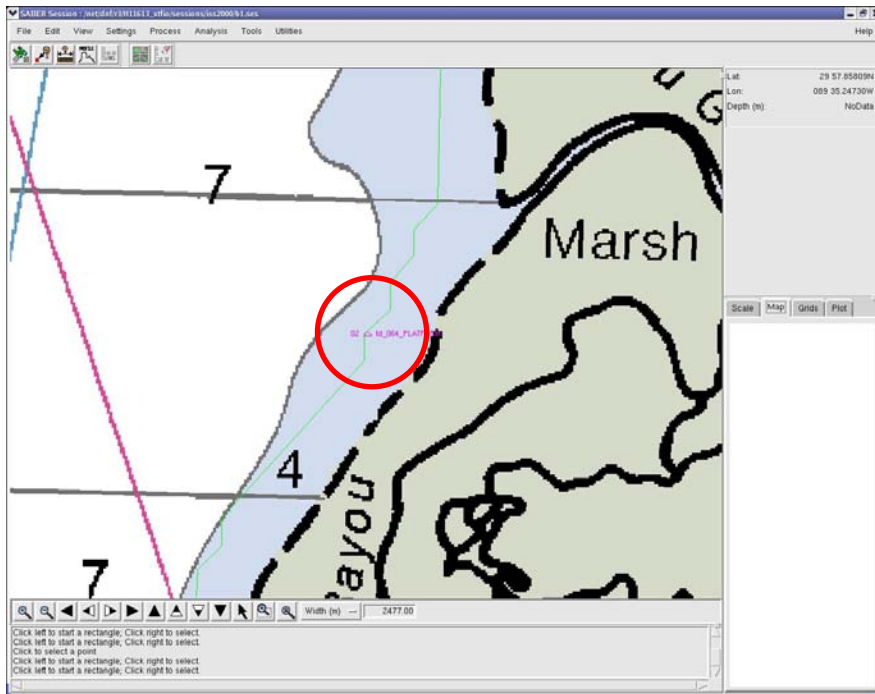 SABER Session : /net/def/r3/H11613_xtfio/sessions/iss2000/h1.ses
File Edit View Settings Process Analysis Tools Utilities Help
Lat: 29 57.85809N
Lon: 089 35.24730W
Depth (m): NoData
7
Marsh
4
Bayou
7
Scale Map Grids Plot
Width (m) 2477.00
Click left to start a rectangle; Click right to select.
Click left to start a rectangle; Click right to select.
Click to select a point
Click left to start a rectangle; Click right to select.
Click left to start a rectangle; Click right to select.